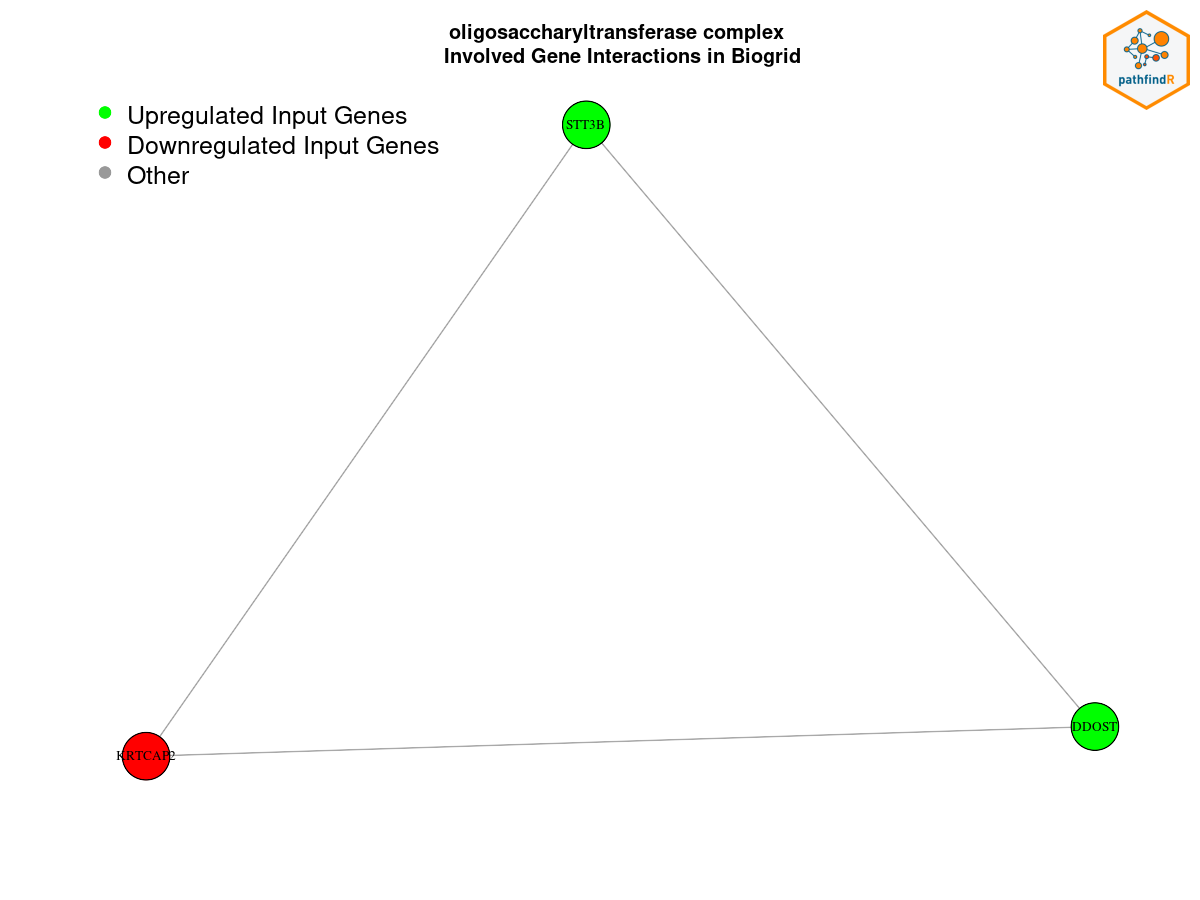 oligosaccharyltransferase complex
Involved Gene Interactions in Biogrid
pathfindR
Upregulated Input Genes
Downregulated Input Genes
Other
STT3B
DDOST
KRTCAP2